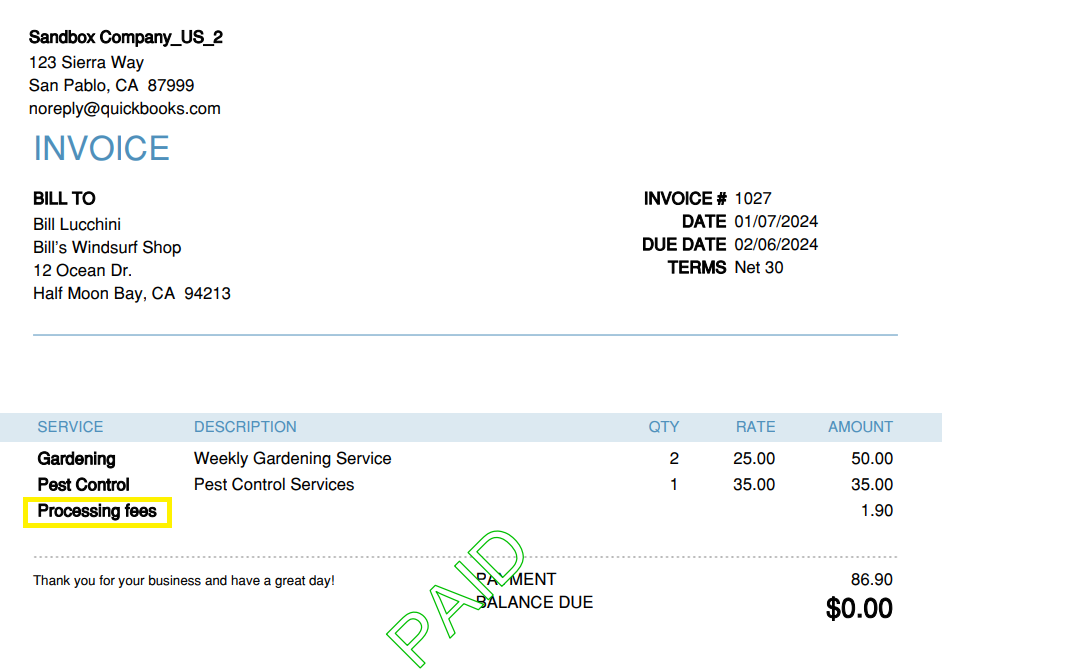 Sandbox Company_US_2
123 Sierra Way
San Pablo, CA  87999
noreply@quickbooks.com
INVOICE
BILL TO
Bill Lucchini
Bill's Windsurf Shop
12 Ocean Dr.
Half Moon Bay, CA  94213
INVOICE # 1027
DATE 01/07/2024
DUE DATE 02/06/2024
TERMS Net 30
SERVICE DESCRIPTION QTY RATE AMOUNT
Gardening Weekly Gardening Service 2 25.00 50.00
Pest Control Pest Control Services 1 35.00 35.00
Processing fees 1.90
Thank you for your business and have a great day!
PAYMENT 86.90
BALANCE DUE $0.00
PAID